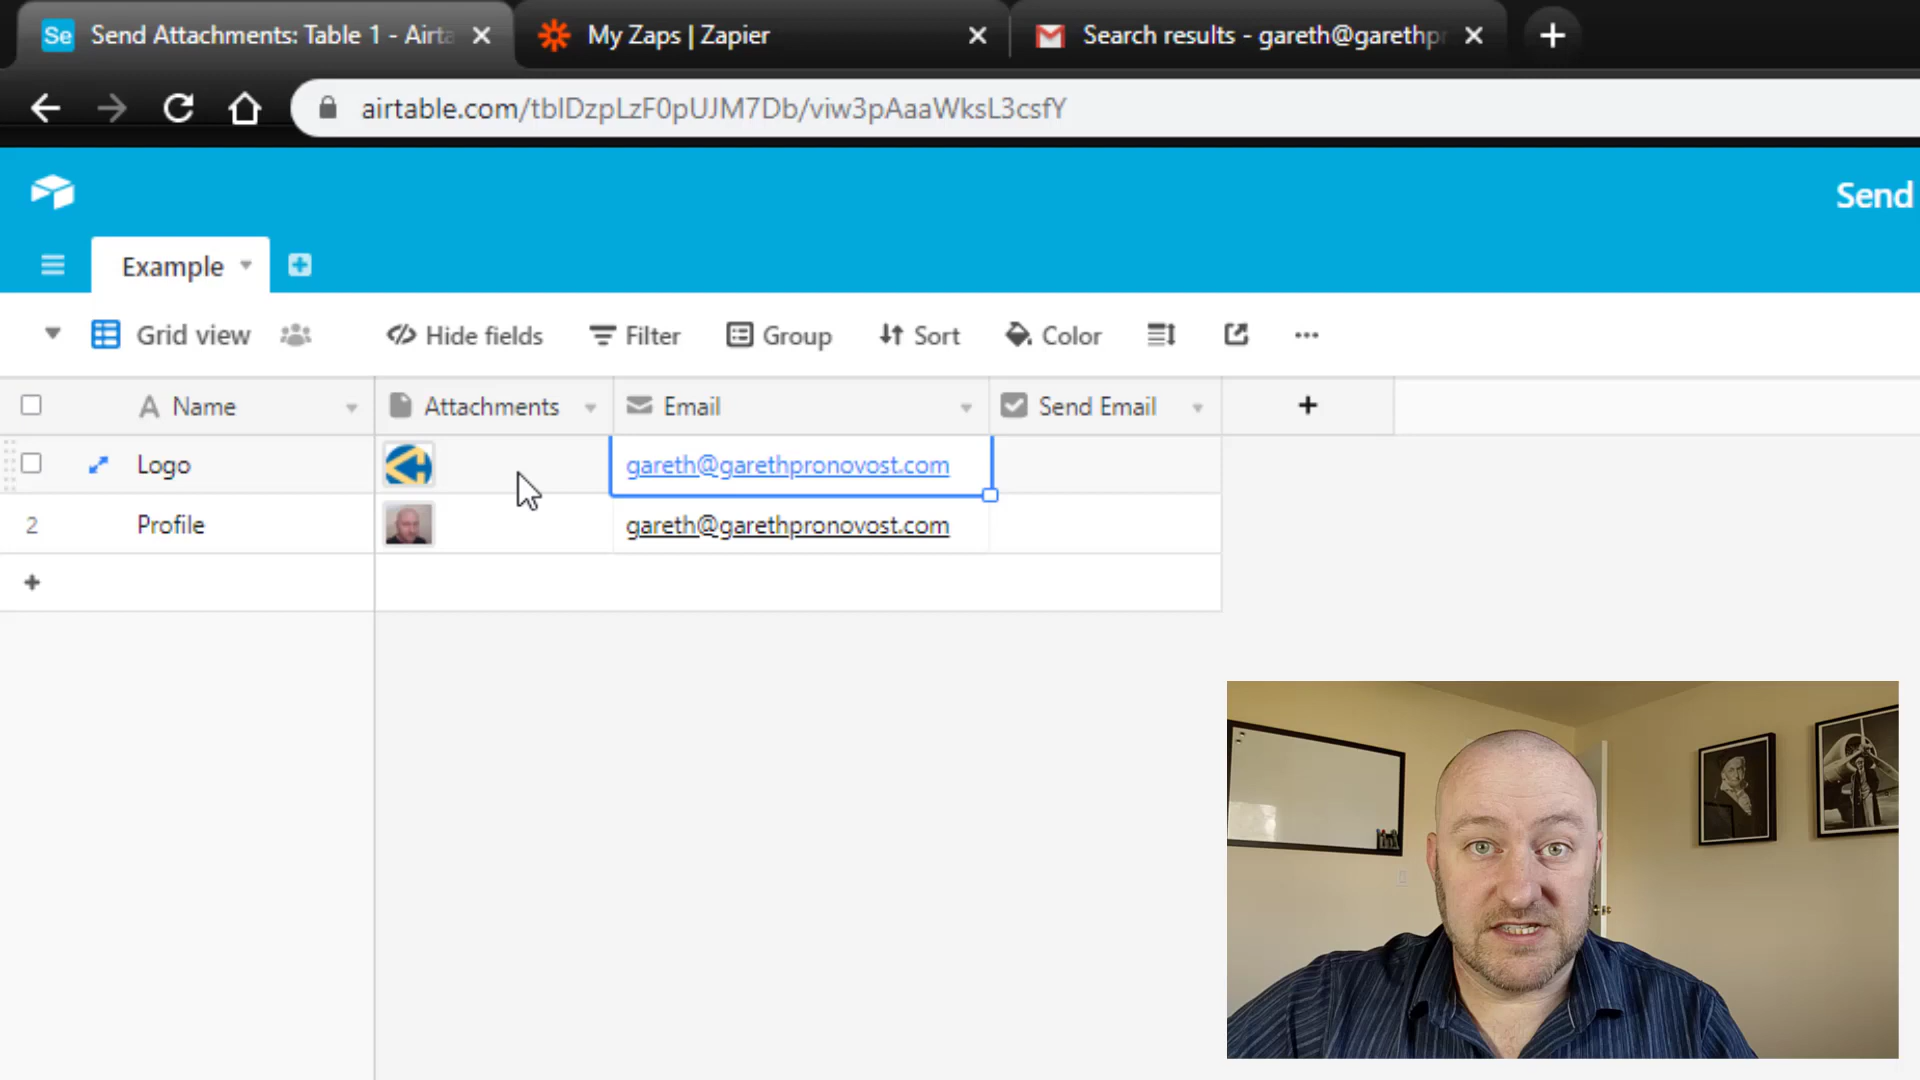 Se Send Attachments: Table 1 - Airta
My Zaps | Zapier
Search results - gareth@garethpr
airtable.com/tblDzpLzF0pUJM7Db/viw3pAaaWksL3csfY
Send
Example
Grid view
Hide fields
Filter
Group
Sort
Color
Name
Attachments
Email
Send Email
Logo
gareth@garethpronovost.com
2
Profile
gareth@garethpronovost.com